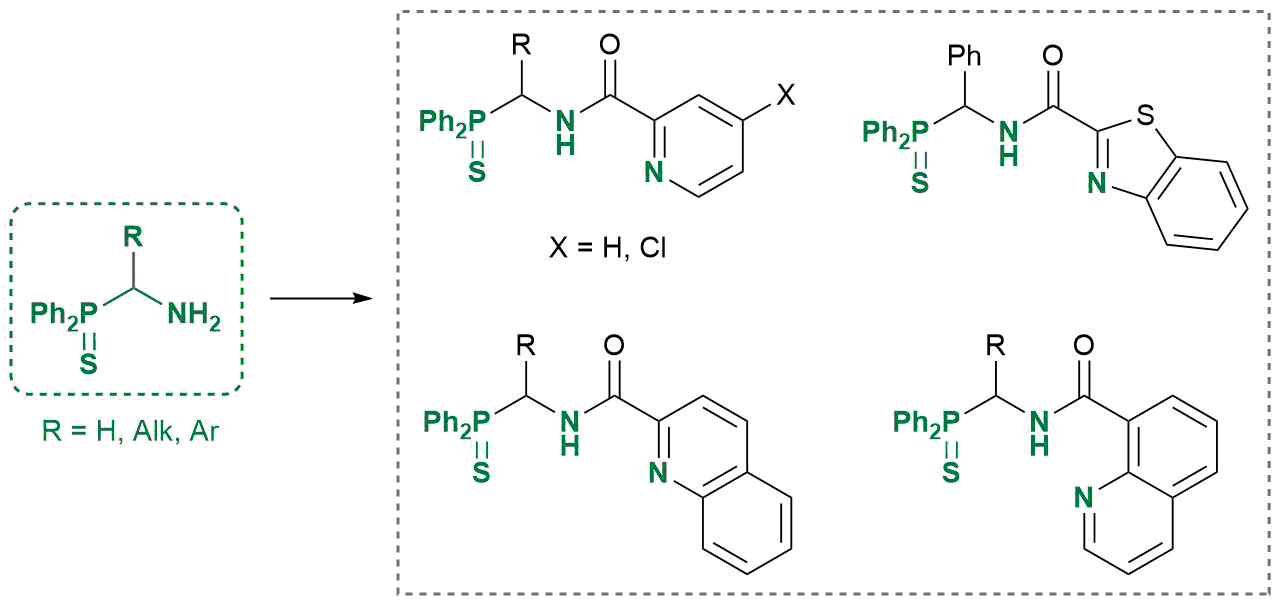 R
Ph2P
S
NH2
R = H, Alk, Ar
R
O
X
Ph2P
N
H
S
N
X = H, Cl
Ph
O
S
Ph2P
N
H
S
N
R
O
Ph2P
N
H
S
N
R
O
Ph2P
N
H
S
N